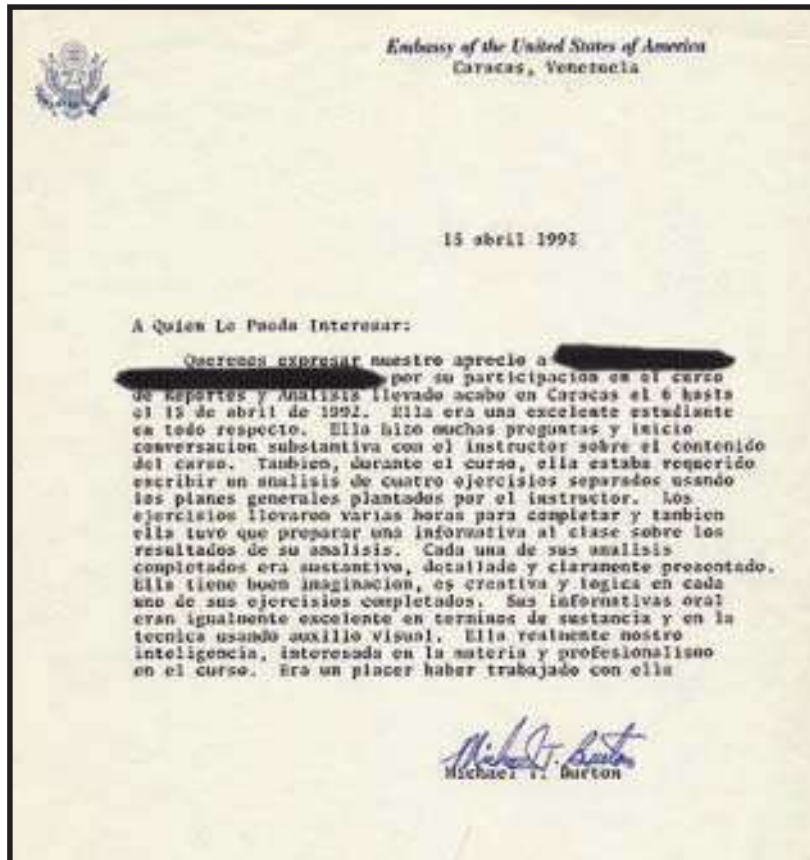 Embassy of the United States of America
Caracas, Venezuela
15 abril 1992
A Quien Le Pueda Interesar:
Queremos expresar nuestro aprecio a
por su participacion en el curso
de Reportes y Analisis llevado acabo en Caracas el 6 hasta
el 15 de abril de 1992. Ella era una excelente estudiante
en todo respecto. Ella hizo muchas preguntas y inicio
conversacion substantiva con el instructor sobre el contenido
del curso. Tambien, durante el curso, ella estaba requerido
escribir un analisis de cuatro ejercisios separados usando
los planes generales plantados por el instructor. Los
ejercisios llevaron varias horas para completar y tambien
ella tuvo que preparar una informativa al clase sobre los
resultados de su analisis. Cada una de sus analisis
completados era sustantivo, detallado y claramente presentado.
Ella tiene buen imaginacion, es creativa y logica en cada
uno de sus ejercisios completados. Sus informativas oral
eran igualmente excelente en terminos de sustancia y en la
tecnica usando auxilio visual. Ella realmente mostro
inteligencia, interesada en la materia y profesionalismo
en el curso. Era un placer haber trabajado con ella
Michael T. Burton